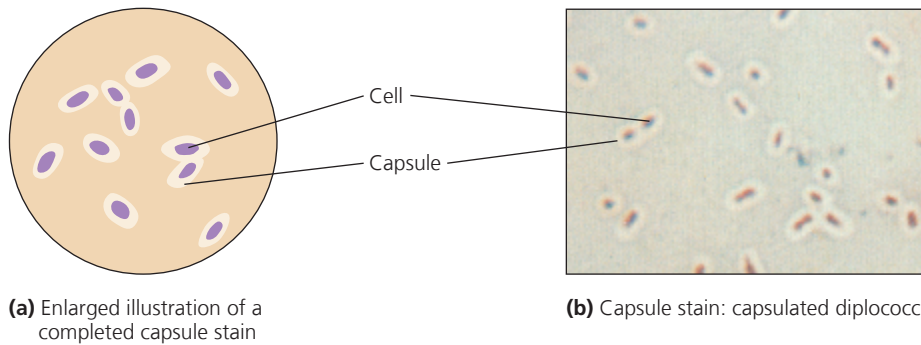 Cell
Capsule
(a) Enlarged illustration of a
completed capsule stain
(b) Capsule stain: capsulated diplococc